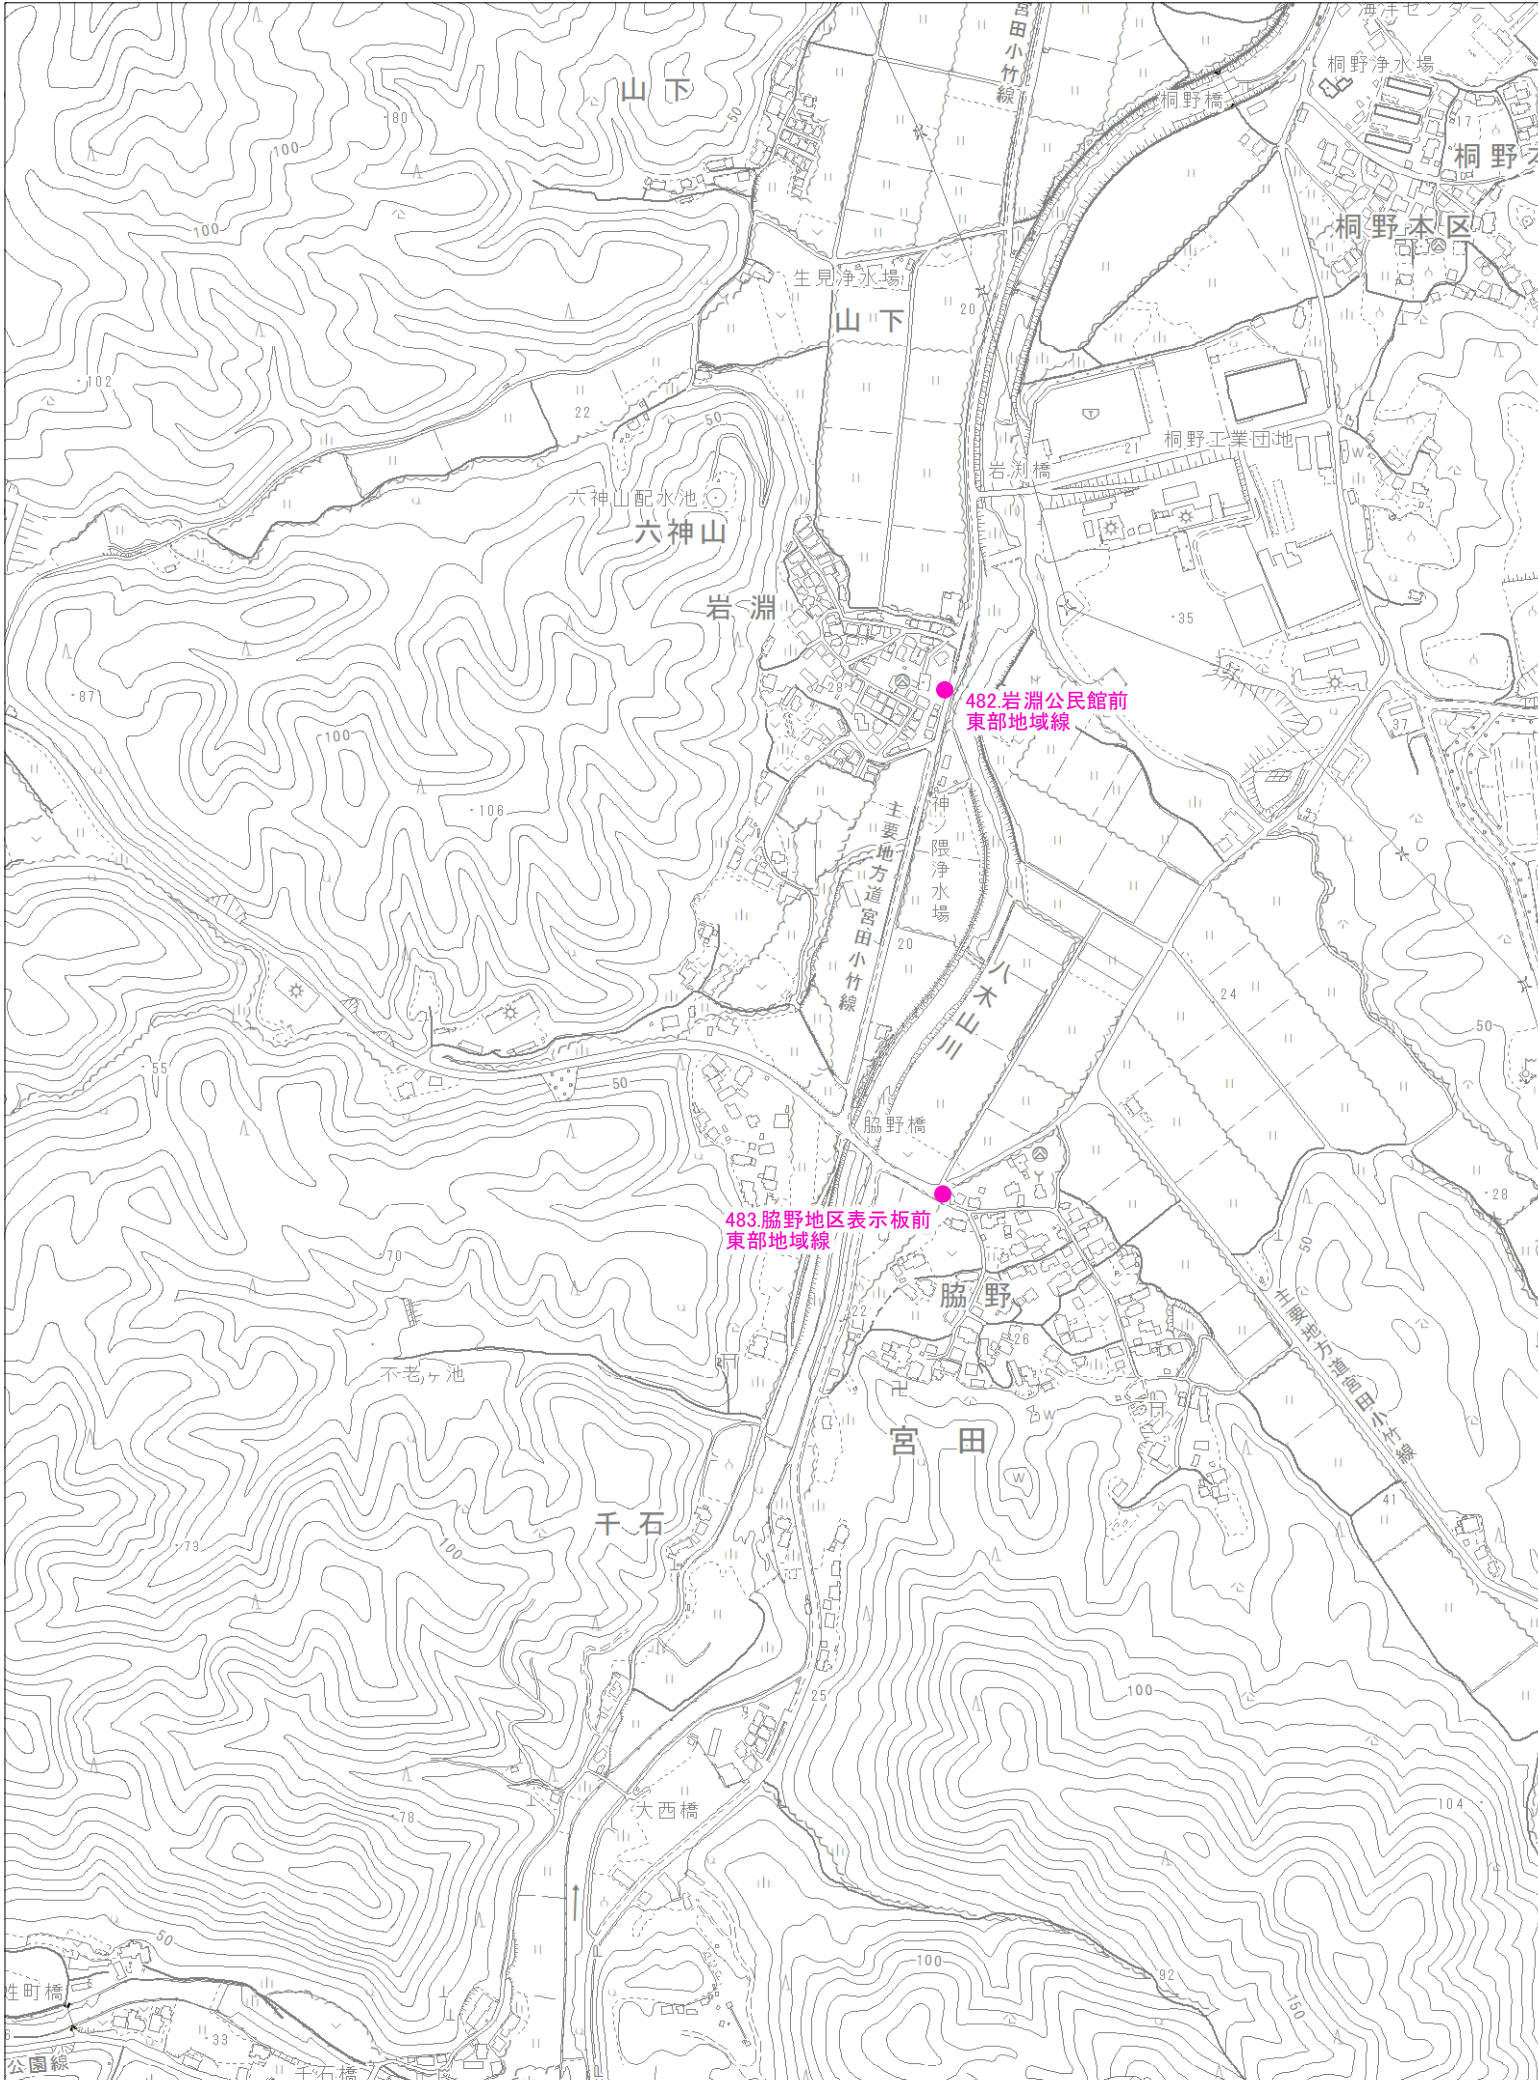 宮田小竹線
海洋センター
桐野浄水場
山下
80
50
桐野橋
17
100
桐野本
桐野本区
100
生見浄水場
20
山下
102
22
50
桐野工業団地
21
岩渕橋
六神山配水池
六神山
岩淵
35
87
28
482.岩淵公民館前
東部地域線
37
100
106
主要地方道宮田小竹線
神ノ隈浄水場
20
八木山川
24
50
55
50
脇野橋
28
483.脇野地区表示板前
東部地域線
50
70
脇野
22
26
主要地方道宮田小竹線
不老ヶ池
宮田
41
千石
73
100
25
100
大西橋
78
104
50
100
92
150
姓町橋
33
公園線
千石橋